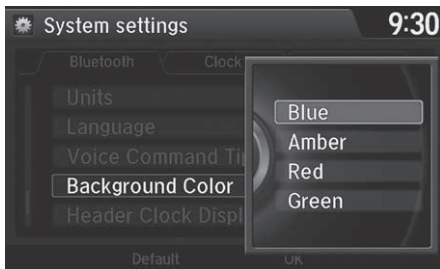 System settings
9:30
Bluetooth
Clock
Units
Language
Voice Command Ti
Background Color
Header Clock Displ
Blue
Amber
Red
Green
Default
OK